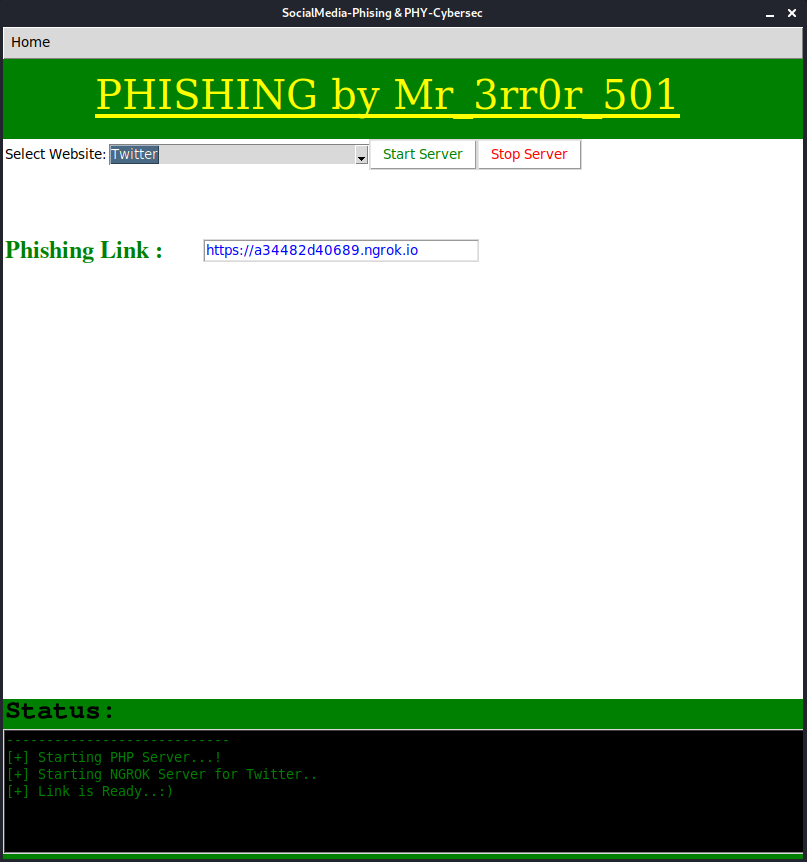 SocialMedia-Phising & PHY-Cybersec
Home
PHISHING by Mr_3rr0r_501
Select Website: Twitter Start Server Stop Server
Phishing Link : https://a34482d40689.ngrok.io
Status:
----------------------------
[+] Starting PHP Server...!
[+] Starting NGROK Server for Twitter..
[+] Link is Ready..:)